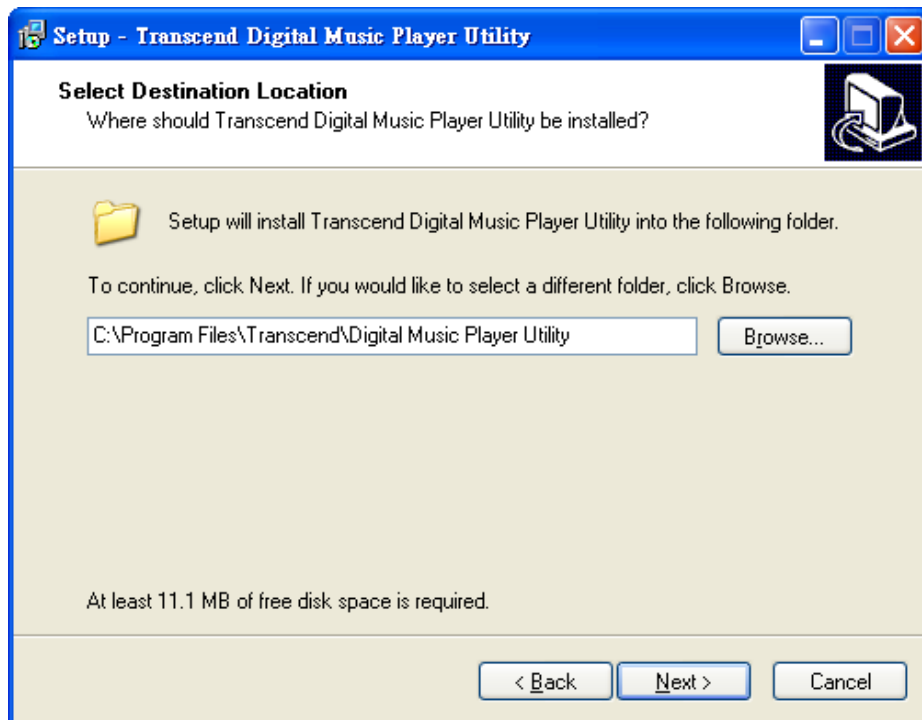 Setup - Transcend Digital Music Player Utility
Select Destination Location
Where should Transcend Digital Music Player Utility be installed?
Setup will install Transcend Digital Music Player Utility into the following folder.
To continue, click Next. If you would like to select a different folder, click Browse.
C:\Program Files\Transcend\Digital Music Player Utility
Browse...
At least 11.1 MB of free disk space is required.
< Back
Next >
Cancel